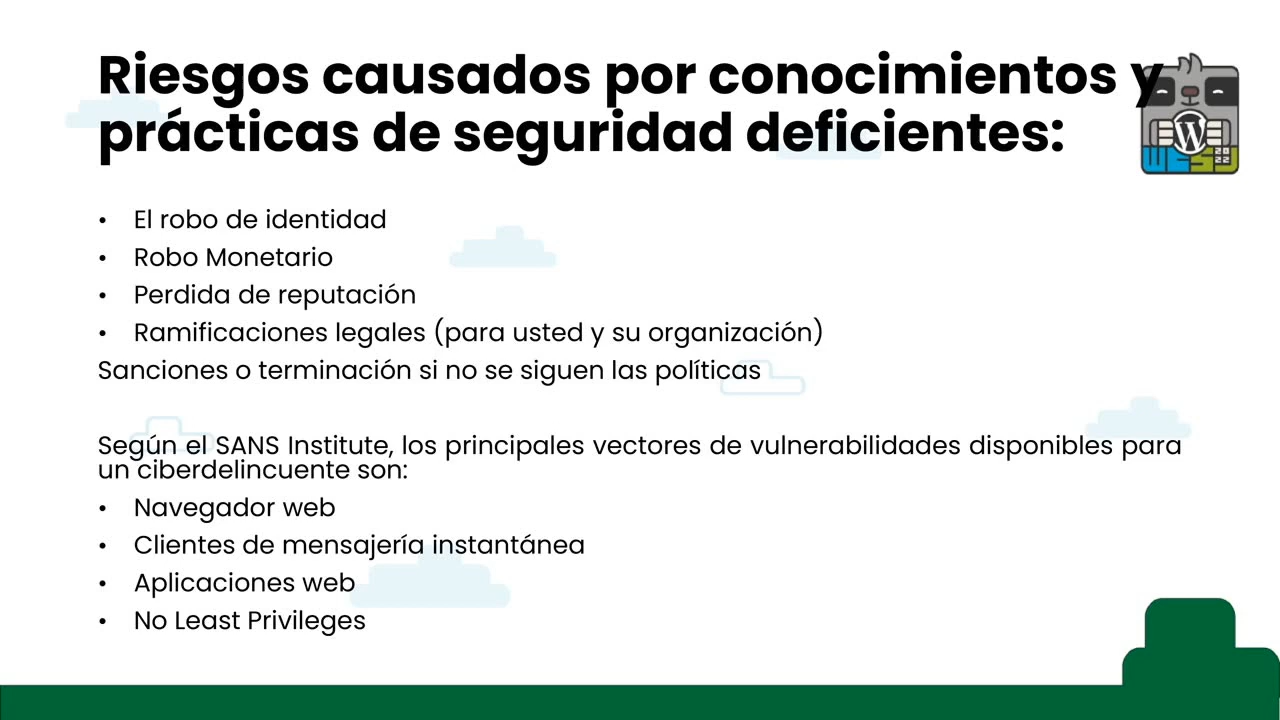 Riesgos causados por conocimientos y
prácticas de seguridad deficientes:
• El robo de identidad
• Robo Monetario
• Perdida de reputación
• Ramificaciones legales (para usted y su organización)
Sanciones o terminación si no se siguen las políticas
Según el SANS Institute, los principales vectores de vulnerabilidades disponibles para
un ciberdelincuente son:
• Navegador web
• Clientes de mensajería instantánea
• Aplicaciones web
• No Least Privileges